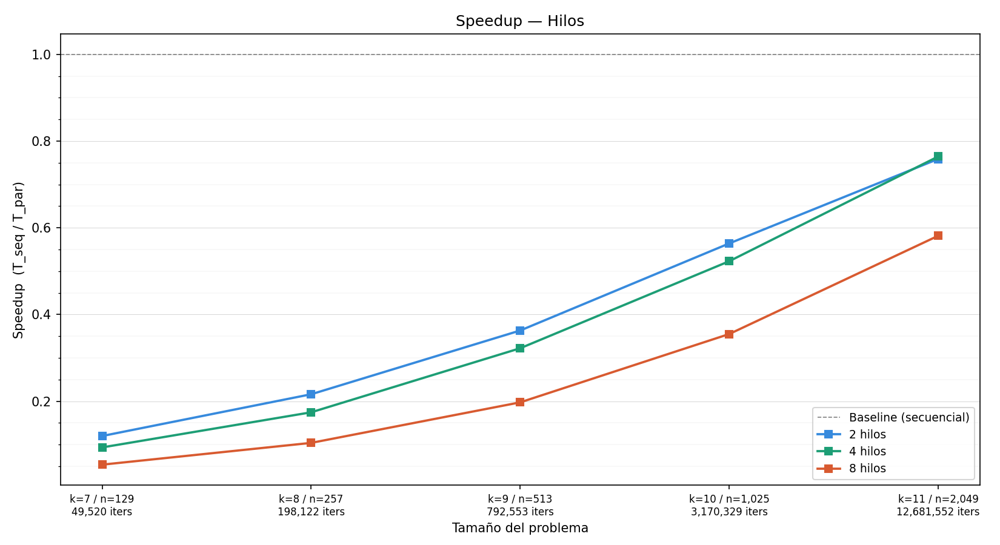 Speedup — Hilos
Speedup (T_seq / T_par)
1.0
0.8
0.6
0.4
0.2
Baseline (secuencial)
2 hilos
4 hilos
8 hilos
k=7 / n=129
49,520 iters
k=8 / n=257
198,122 iters
k=9 / n=513
792,553 iters
k=10 / n=1,025
3,170,329 iters
k=11 / n=2,049
12,681,552 iters
Tamaño del problema